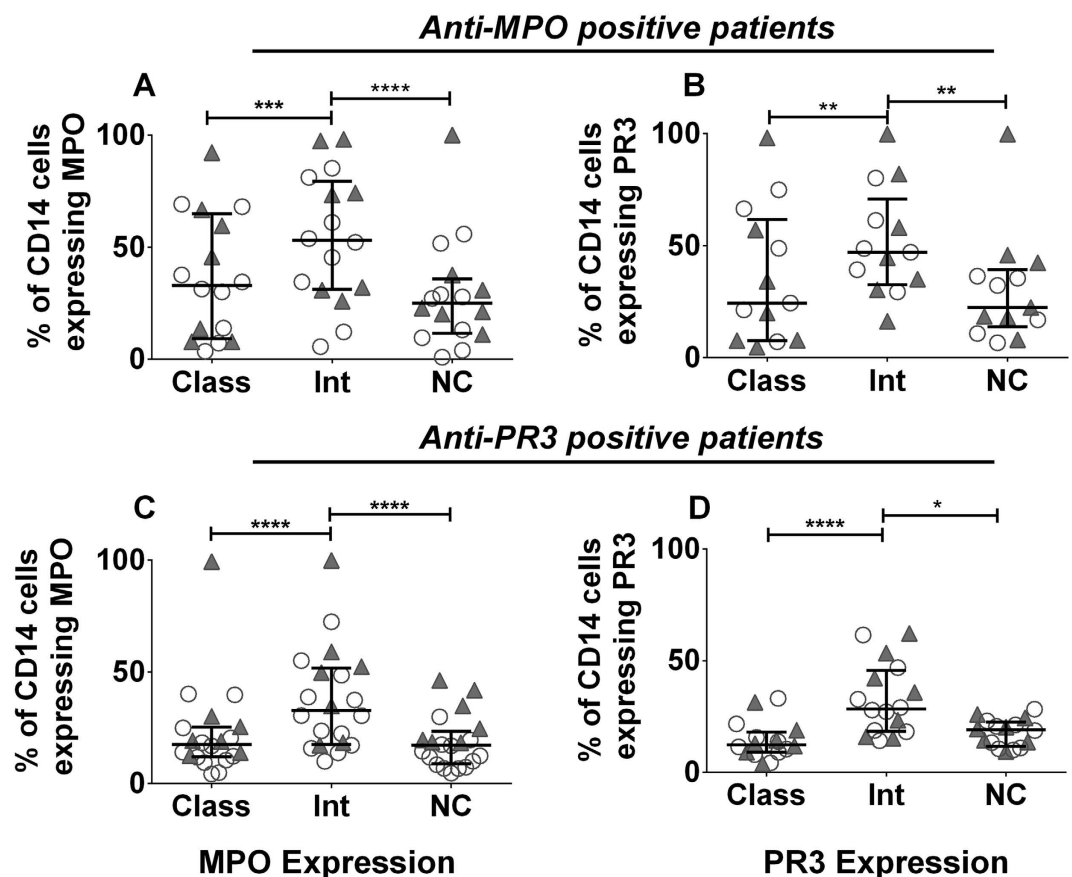 Anti-MPO positive patients
A
*** ****
% of CD14 cells
expressing MPO
100
50
0
Class Int NC
B
** **
% of CD14 cells
expressing PR3
100
50
0
Class Int NC
Anti-PR3 positive patients
C
**** ****
% of CD14 cells
expressing MPO
100
50
0
Class Int NC
MPO Expression
D
**** *
% of CD14 cells
expressing PR3
100
50
0
Class Int NC
PR3 Expression